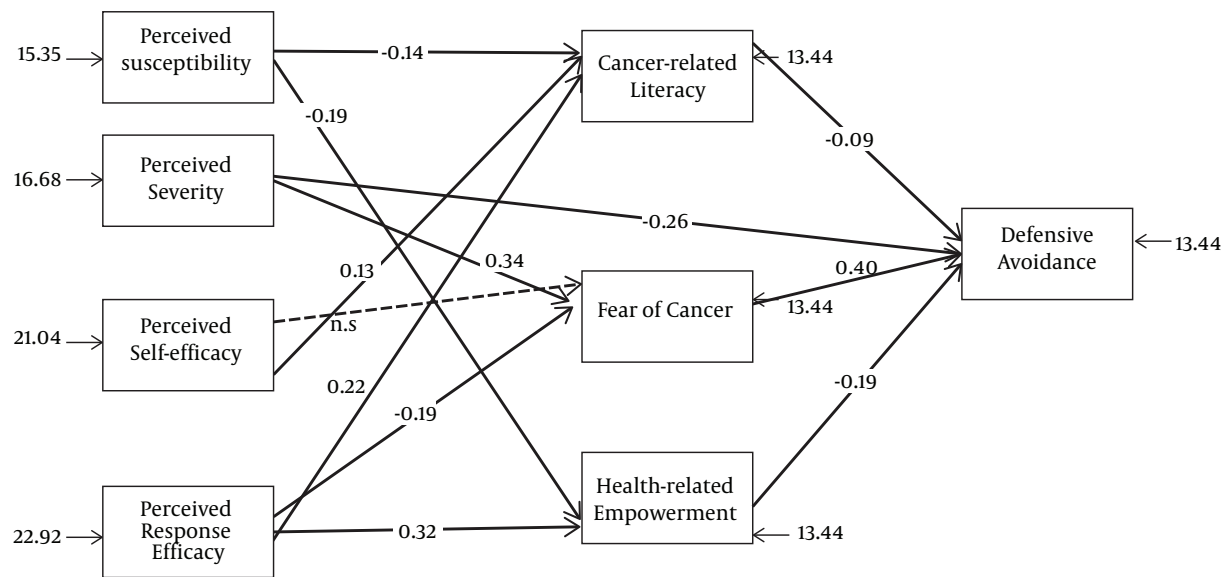 Perceived
susceptibility
15.35
Perceived
Severity
16.68
Perceived
Self-efficacy
21.04
Perceived
Response
Efficacy
22.92
-0.14
-0.19
0.13
0.34
n.s
0.22
-0.19
0.32
Cancer-related
Literacy
13.44
Fear of Cancer
13.44
Health-related
Empowerment
13.44
-0.09
-0.26
0.40
-0.19
Defensive
Avoidance
13.44